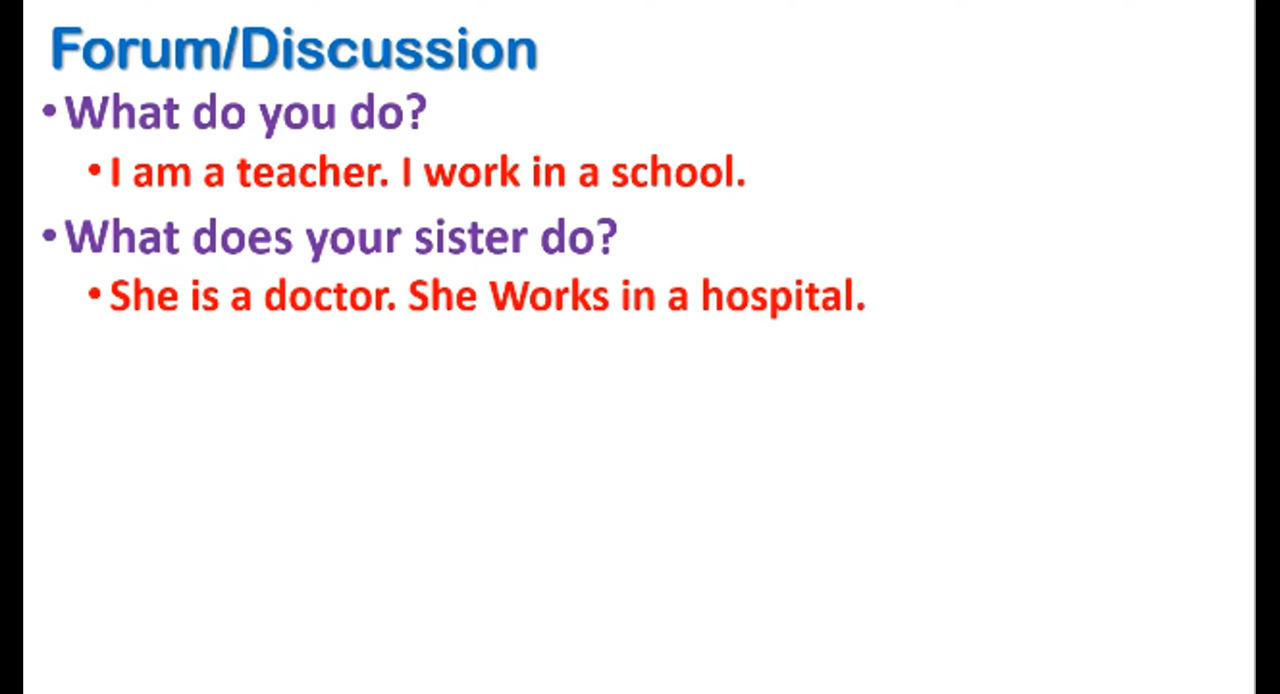 Forum/Discussion
•What do you do?
•I am a teacher. I work in a school.
•What does your sister do?
•She is a doctor. She Works in a hospital.